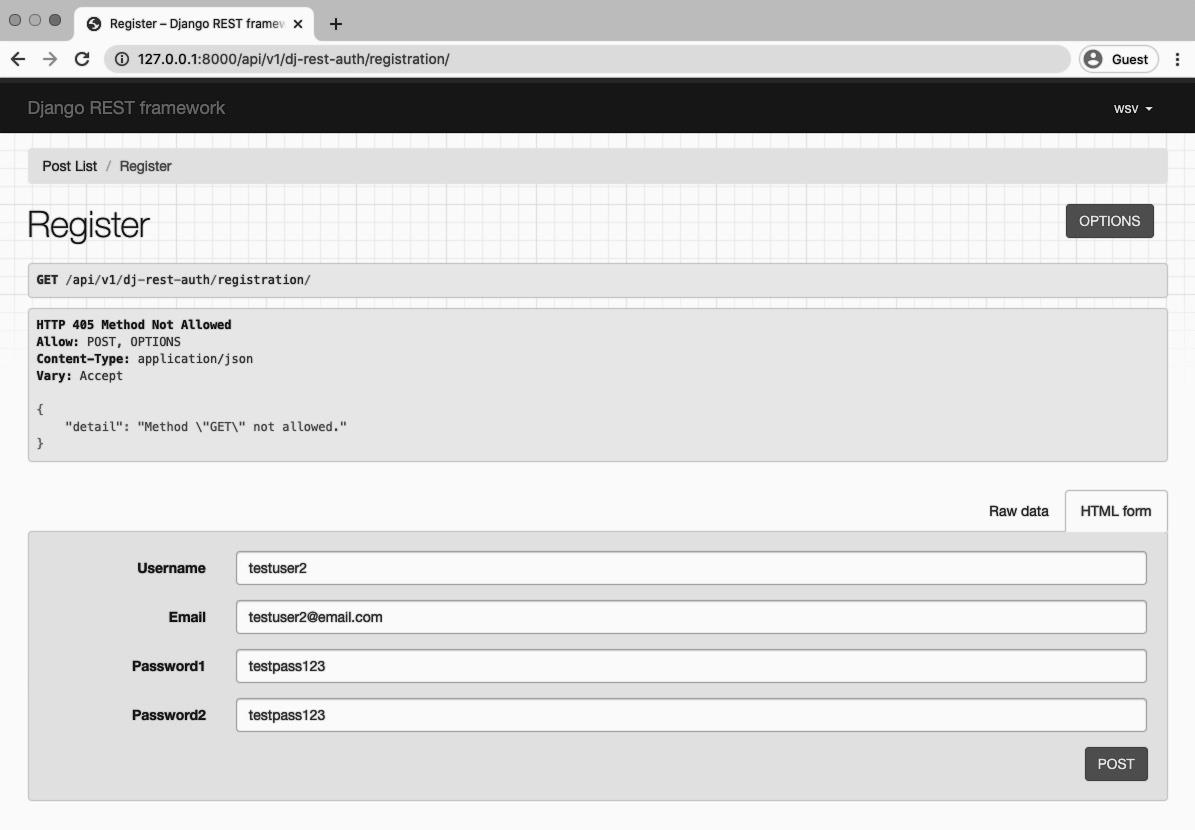 Register – Django REST framew
127.0.0.1:8000/api/v1/dj-rest-auth/registration/
Guest
Django REST framework
wsv
Post List / Register
Register
OPTIONS
GET /api/v1/dj-rest-auth/registration/
HTTP 405 Method Not Allowed
Allow: POST, OPTIONS
Content-Type: application/json
Vary: Accept
{
"detail": "Method \"GET\" not allowed."
}
Raw data
HTML form
Username
testuser2
Email
testuser2@email.com
Password1
testpass123
Password2
testpass123
POST